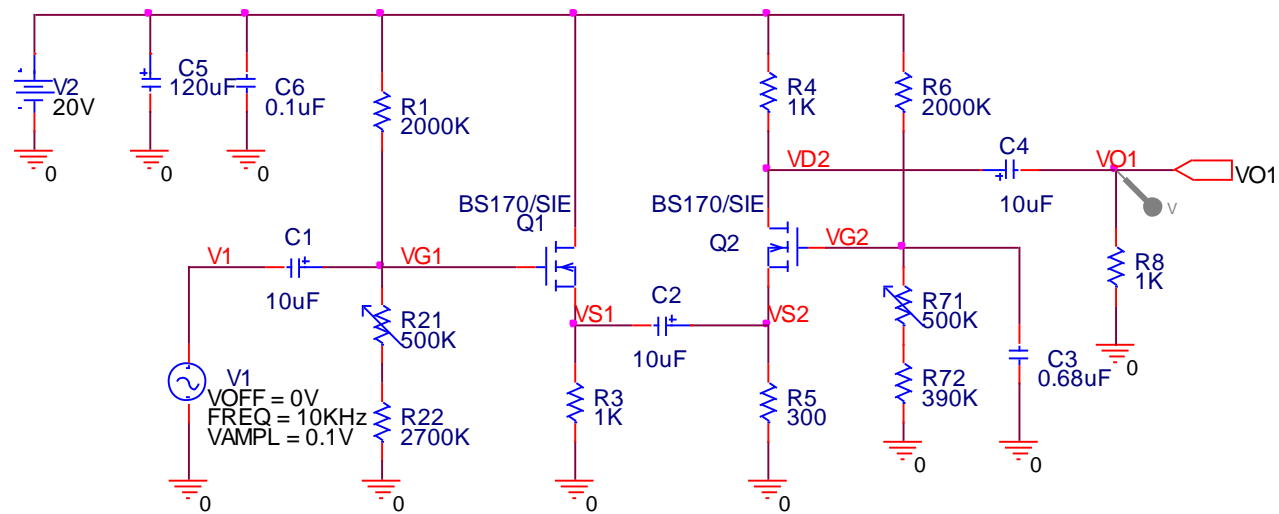 V2
20V
0
C5
120uF
0
C6
0.1uF
0
R1
2000K
V1
C1
10uF
VG1
R21
500K
R22
2700K
0
V1
VOFF = 0V
FREQ = 10KHz
VAMPL = 0.1V
0
BS170/SIE
Q1
VS1
R3
1K
0
C2
10uF
R4
1K
VD2
BS170/SIE
Q2
VS2
R5
300
0
R6
2000K
VG2
R71
500K
R72
390K
0
C3
0.68uF
0
C4
10uF
VO1
V
VO1
R8
1K
0